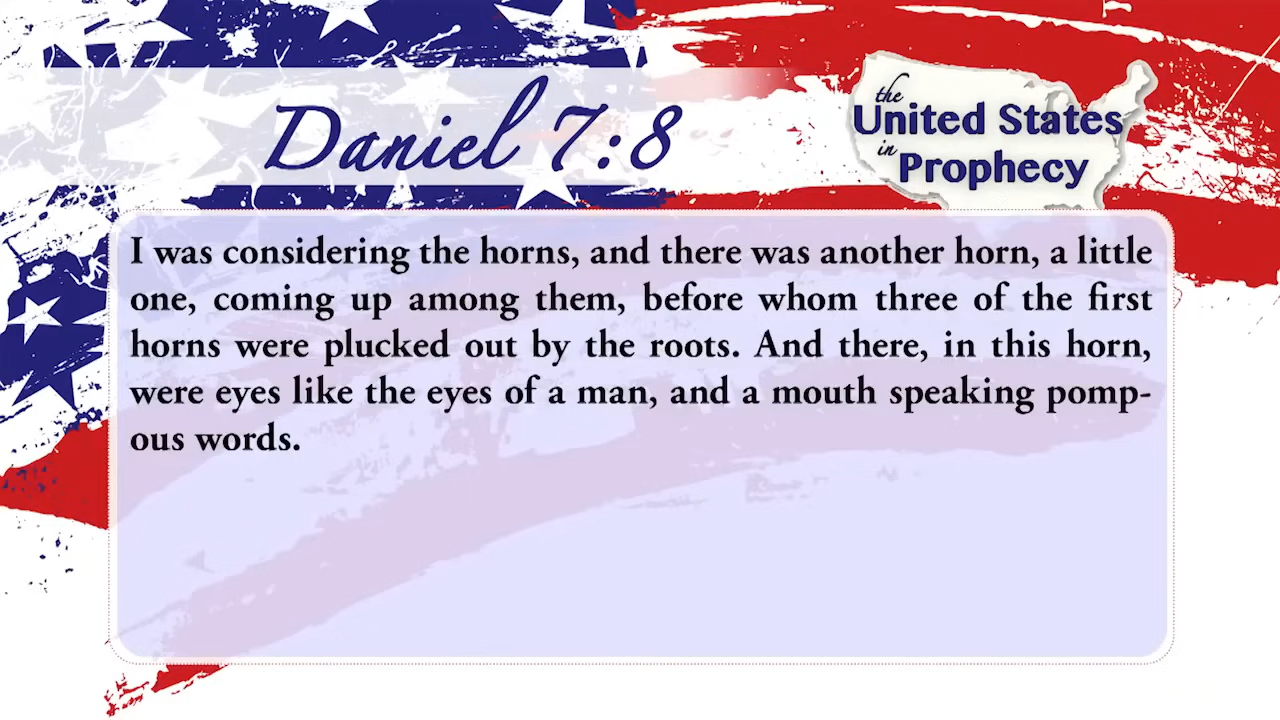 Daniel 7:8
the
United States
in
Prophecy
I was considering the horns, and there was another horn, a little
one, coming up among them, before whom three of the first
horns were plucked out by the roots. And there, in this horn,
were eyes like the eyes of a man, and a mouth speaking pomp-
ous words.